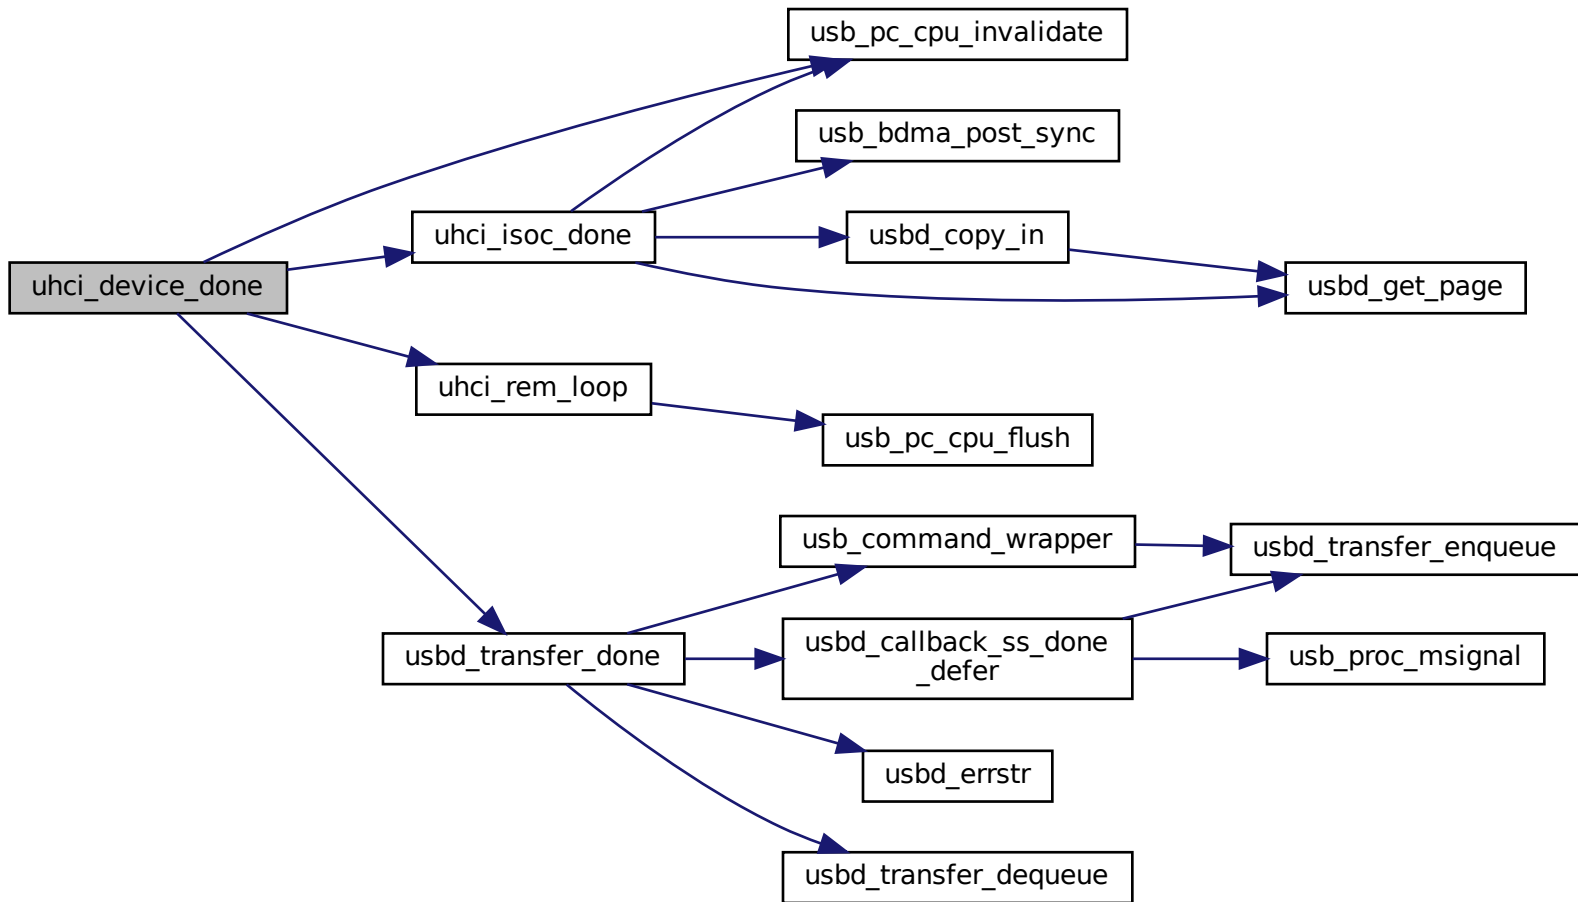 usb_pc_cpu_invalidate
usb_bdma_post_sync
uhci_isoc_done
usbd_copy_in
uhci_device_done
usbd_get_page
uhci_rem_loop
usb_pc_cpu_flush
usb_command_wrapper
usbd_transfer_enqueue
usbd_transfer_done
usbd_callback_ss_done
_defer
usb_proc_msignal
usbd_errstr
usbd_transfer_dequeue